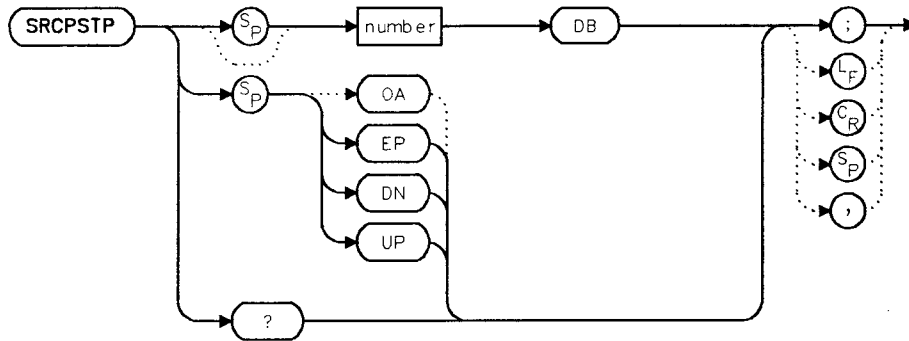 SRCPSTP SP number DB ;
LF
SP OA
CR
EP
SP
DN
,
UP
?